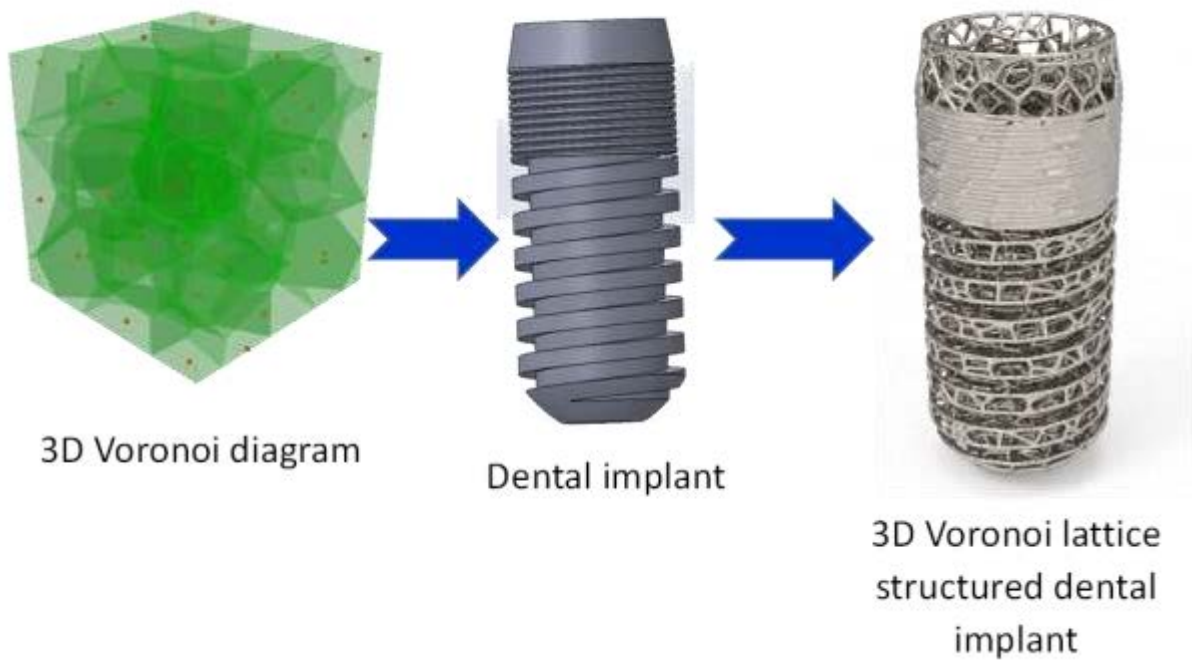 3D Voronoi diagram
Dental implant
3D Voronoi lattice
structured dental
implant